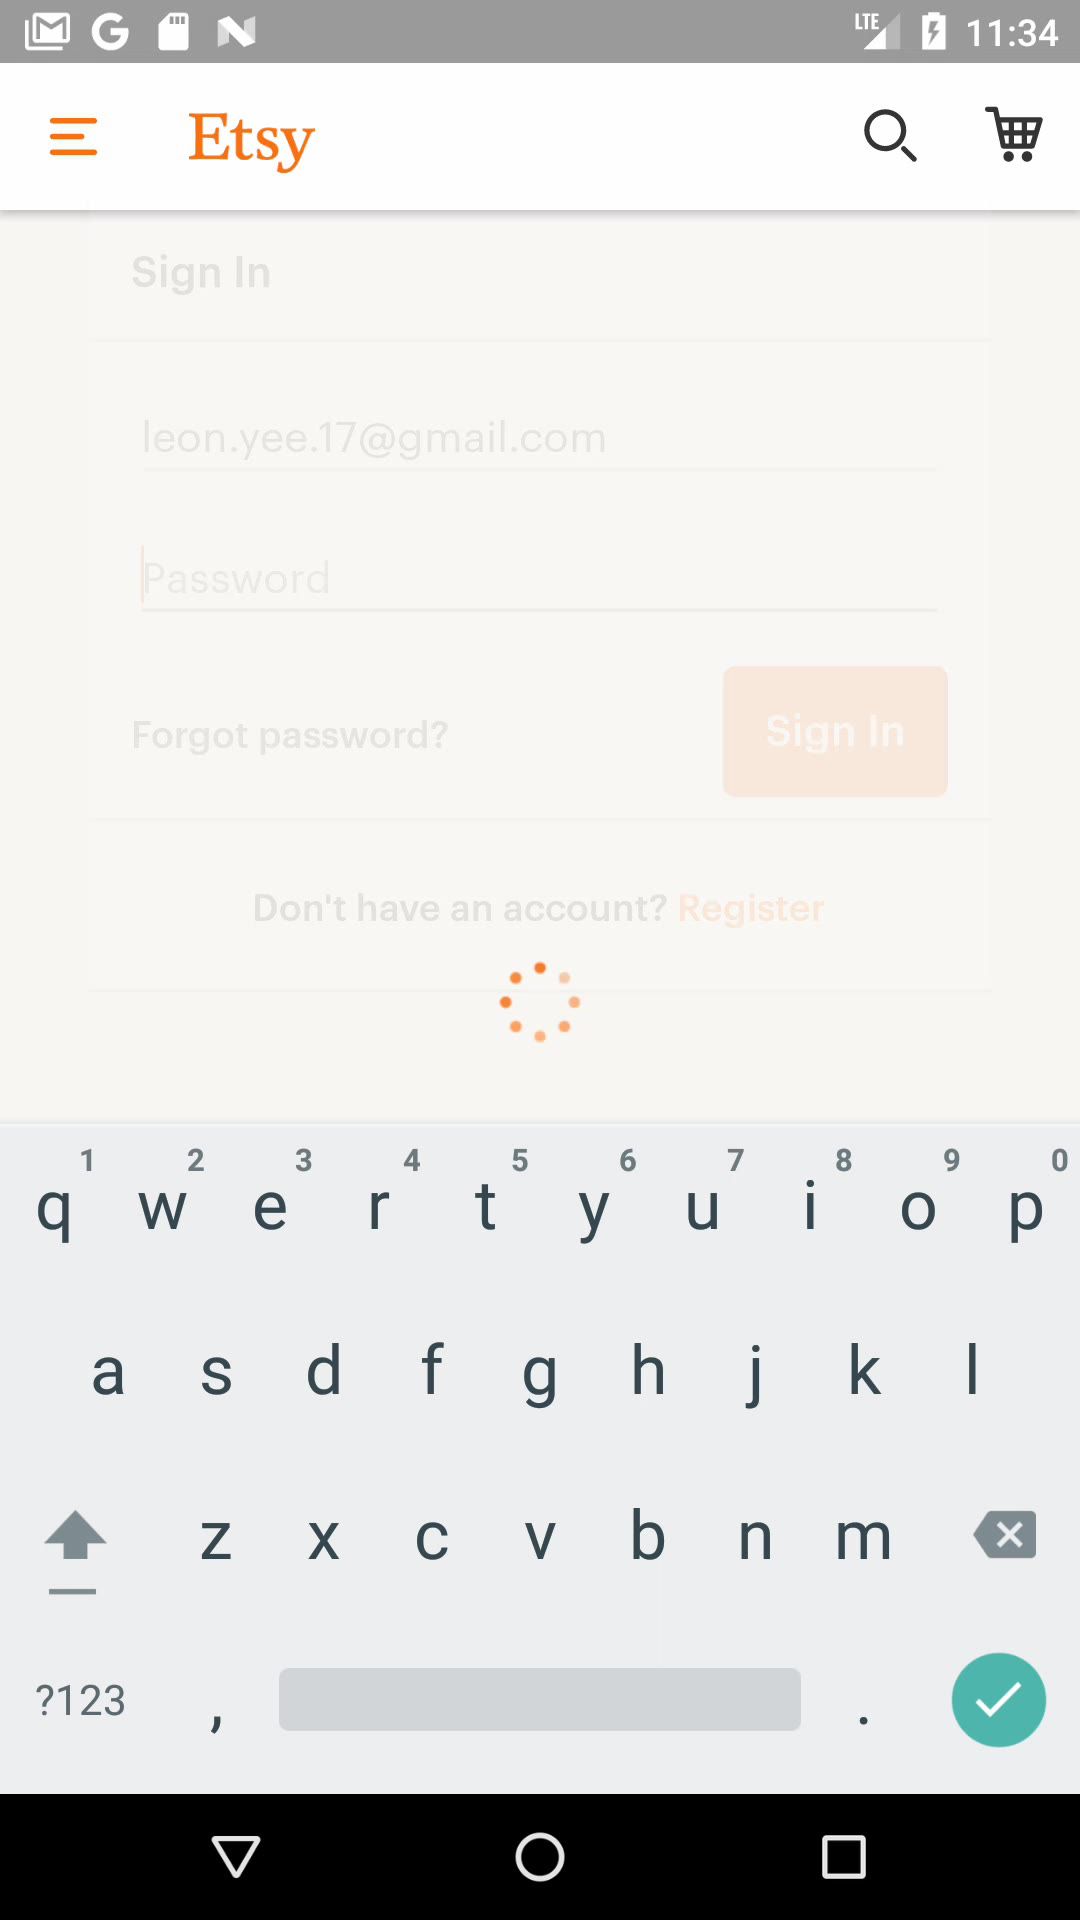 LTE 11:34
Etsy
Sign In
leon.yee.17@gmail.com
Password
Forgot password? Sign In
Don't have an account? Register
1 2 3 4 5 6 7 8 9 0
q w e r t y u i o p
a s d f g h j k l
z x c v b n m
?123 , .